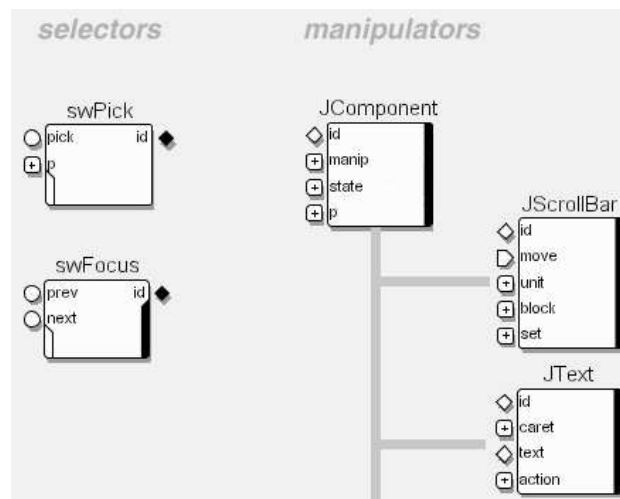 selectors manipulators
swPick
pick id
p
JComponent
id
manip
state
p
swFocus
prev id
next
JScrollBar
id
move
unit
block
set
JText
id
caret
text
action